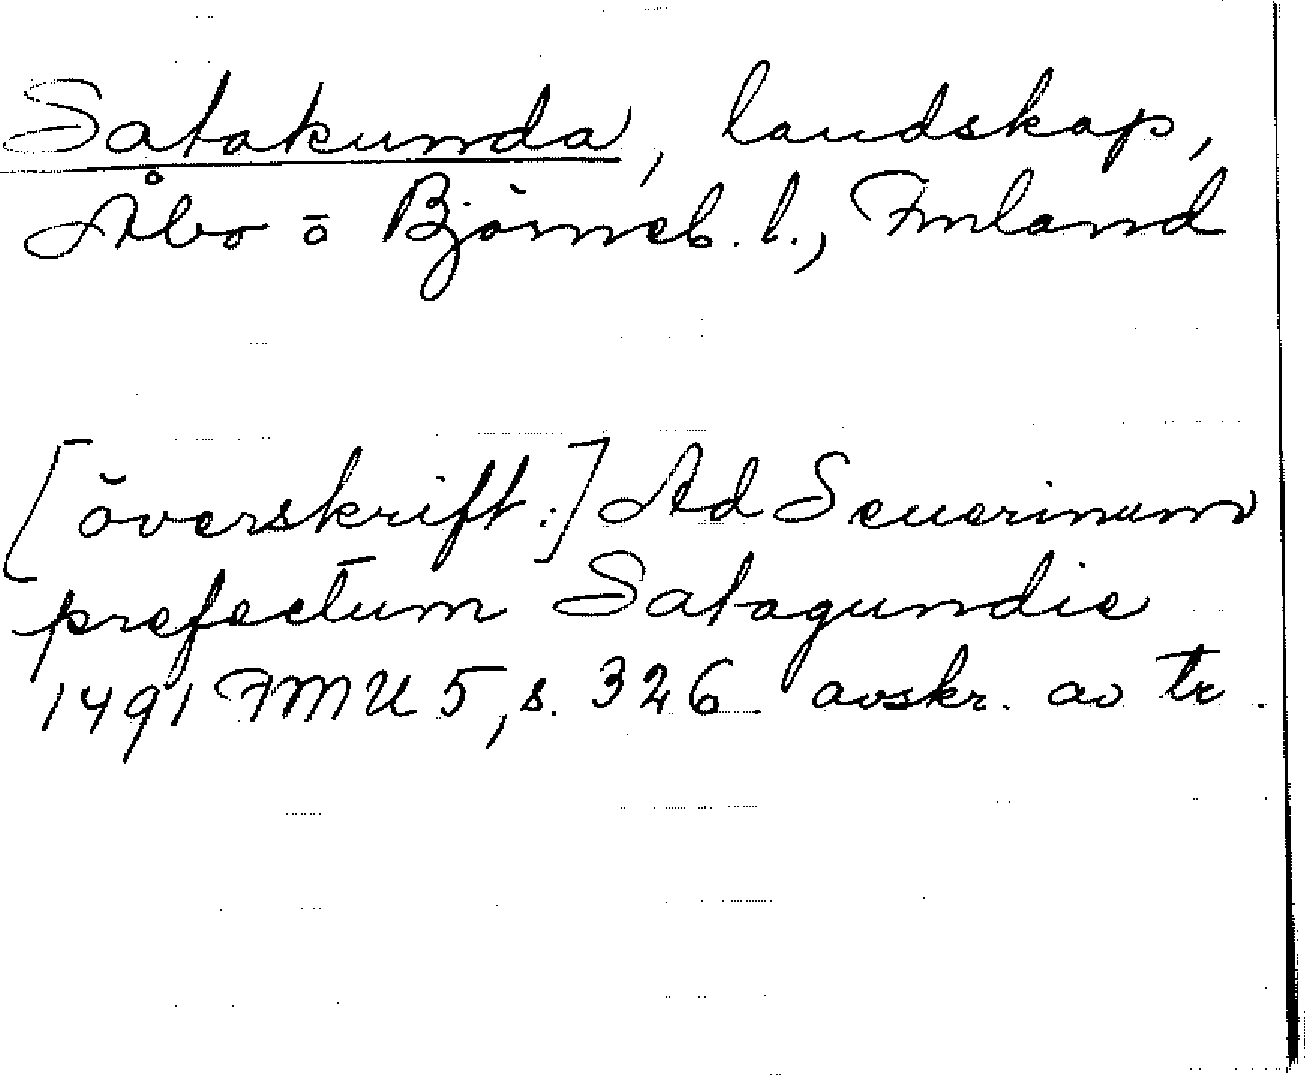 Satakunda, landskap,
Åbo o Björneb. l., Finland
[överskrift:] Ad Seuerinum
prefectum Satagundie
1491 FMU 5, s. 326 avskr. av tr.